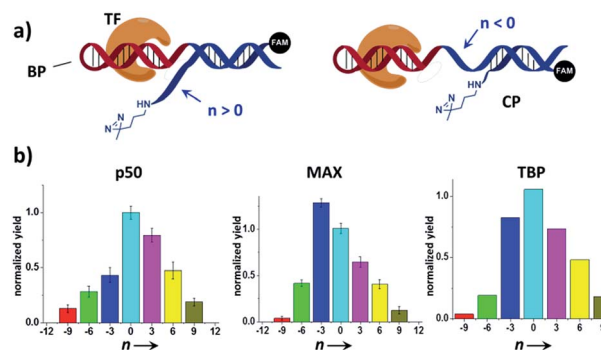 a)
TF
BP
FAM
n > 0
HN
N
N
n < 0
FAM
CP
HN
N
N
b)
p50
normalized yield
1.0
0.5
0.0
-12 -9 -6 -3 0 3 6 9 12
n →
MAX
normalized yield
1.0
0.5
0.0
-12 -9 -6 -3 0 3 6 9 12
n →
TBP
normalized yield
1.0
0.5
0.0
-9 -6 -3 0 3 6 9
n →